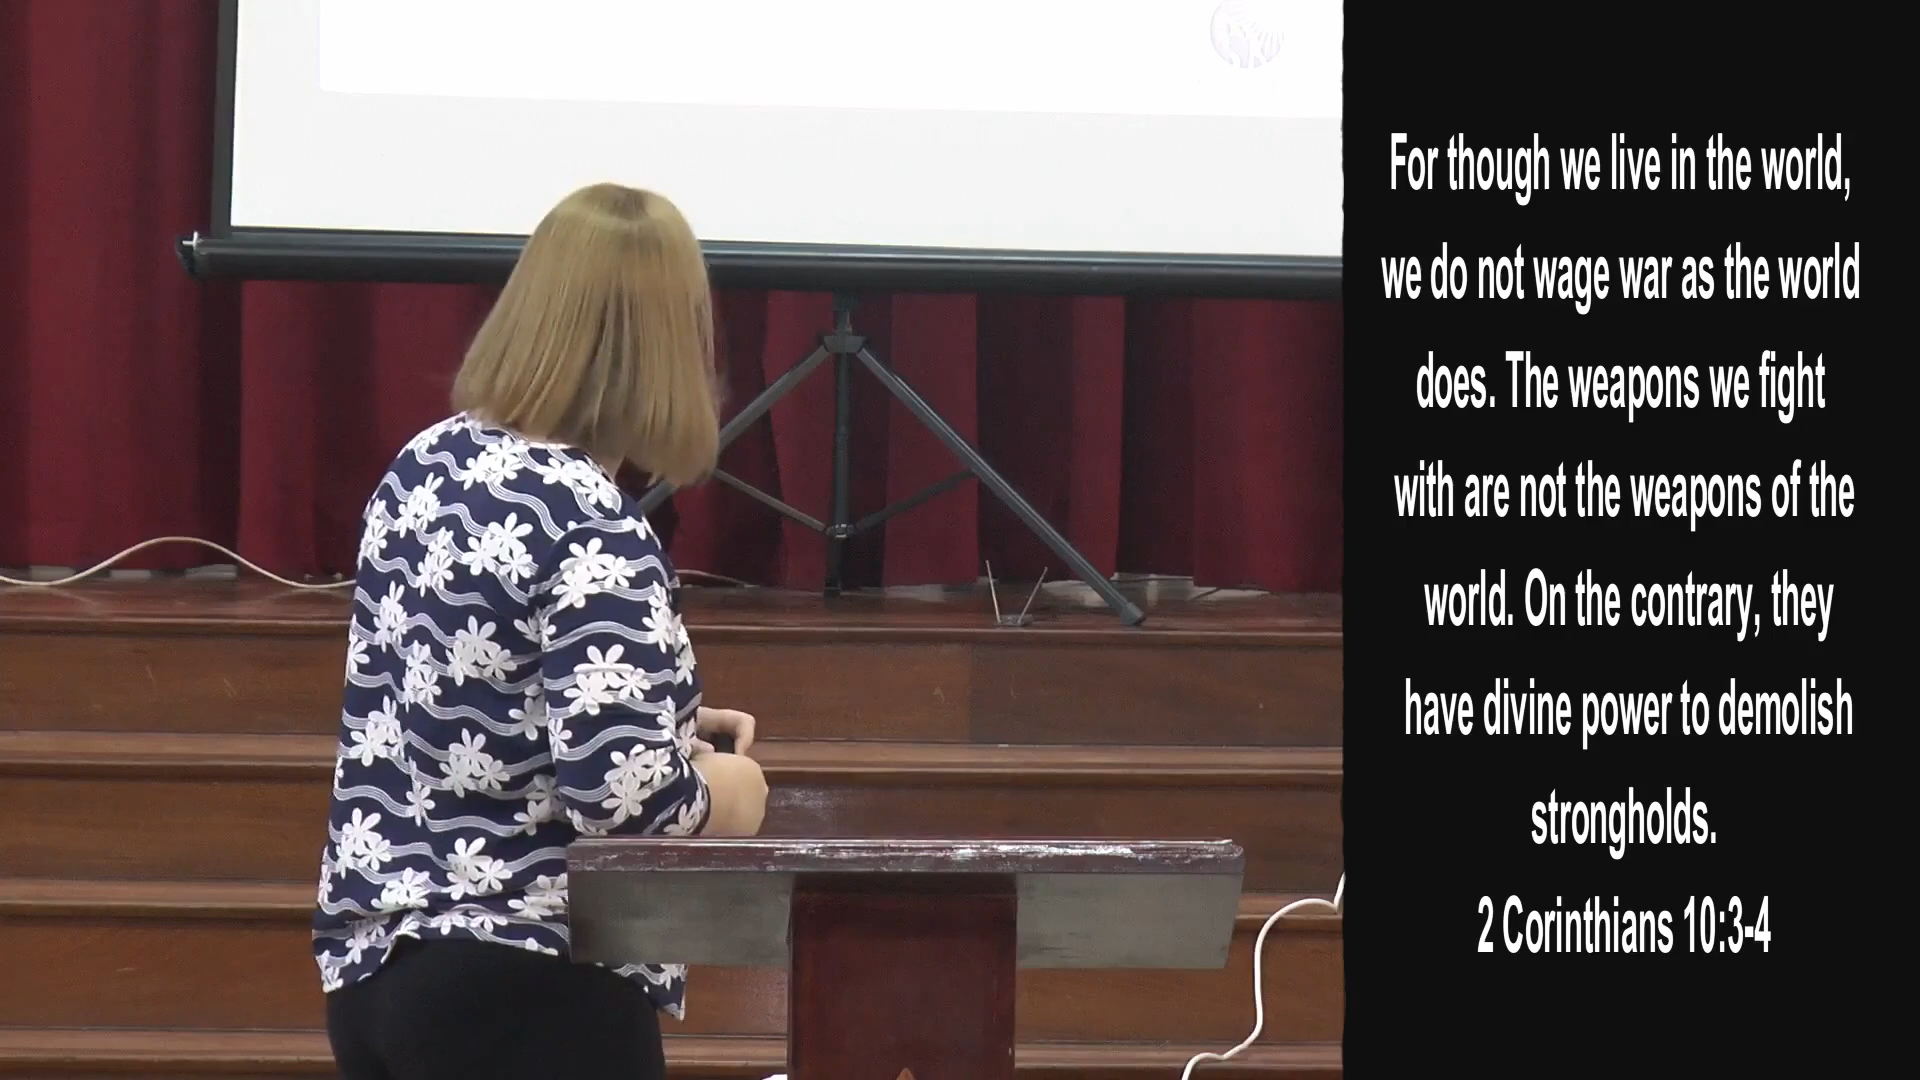 For though we live in the world,
we do not wage war as the world
does. The weapons we fight
with are not the weapons of the
world. On the contrary, they
have divine power to demolish
strongholds.
2 Corinthians 10:3-4